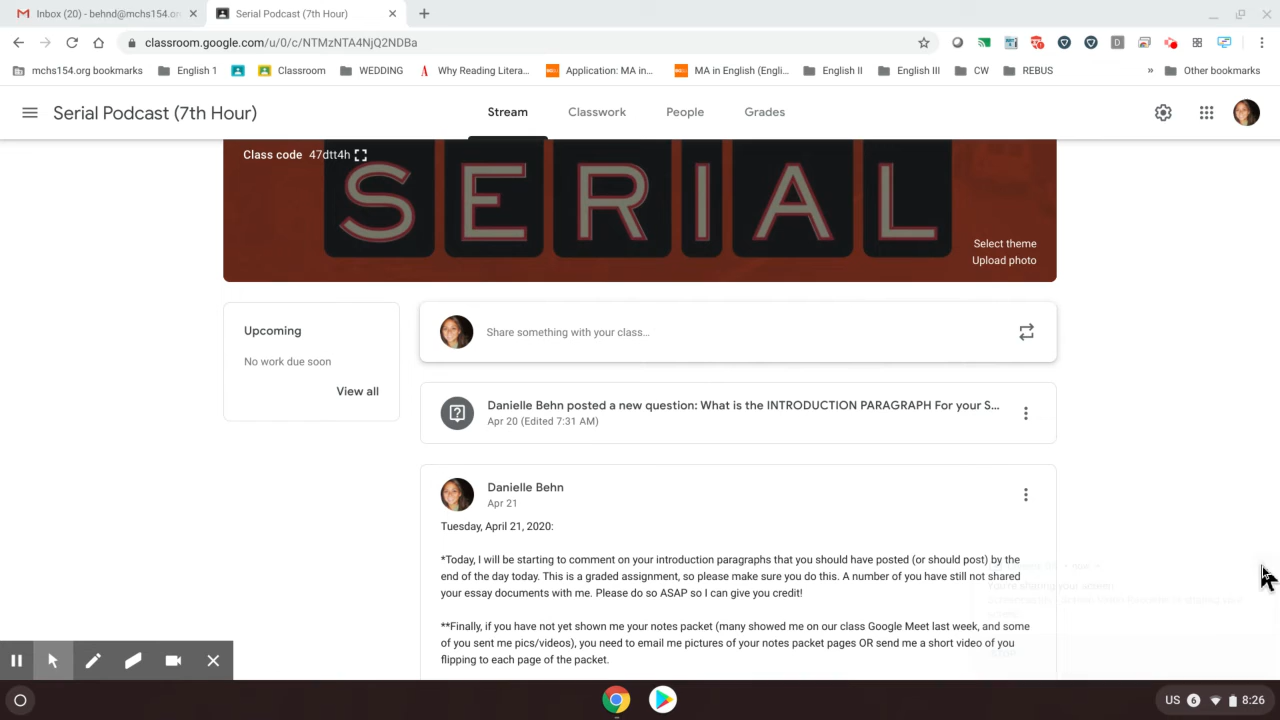 Inbox (20) - behnd@mchs154.or
Serial Podcast (7th Hour)
classroom.google.com/u/0/c/NTMzNTA4NjQ2NDBa
mchs154.org bookmarks
English 1
Classroom
WEDDING
Why Reading Litera...
Application: MA in...
MA in English (Engli...
English II
English III
CW
REBUS
»
Other bookmarks
Serial Podcast (7th Hour)
Stream
Classwork
People
Grades
Class code 47dtt4h
SERIAL
Select theme
Upload photo
Upcoming
No work due soon
View all
Share something with your class...
Danielle Behn posted a new question: What is the INTRODUCTION PARAGRAPH For your S...
Apr 20 (Edited 7:31 AM)
Danielle Behn
Apr 21
Tuesday, April 21, 2020:
*Today, I will be starting to comment on your introduction paragraphs that you should have posted (or should post) by the
end of the day today. This is a graded assignment, so please make sure you do this. A number of you have still not shared
your essay documents with me. Please do so ASAP so I can give you credit!
**Finally, if you have not yet shown me your notes packet (many showed me on our class Google Meet last week, and some
of you sent me pics/videos), you need to email me pictures of your notes packet pages OR send me a short video of you
flipping to each page of the packet.
US 6 8:26